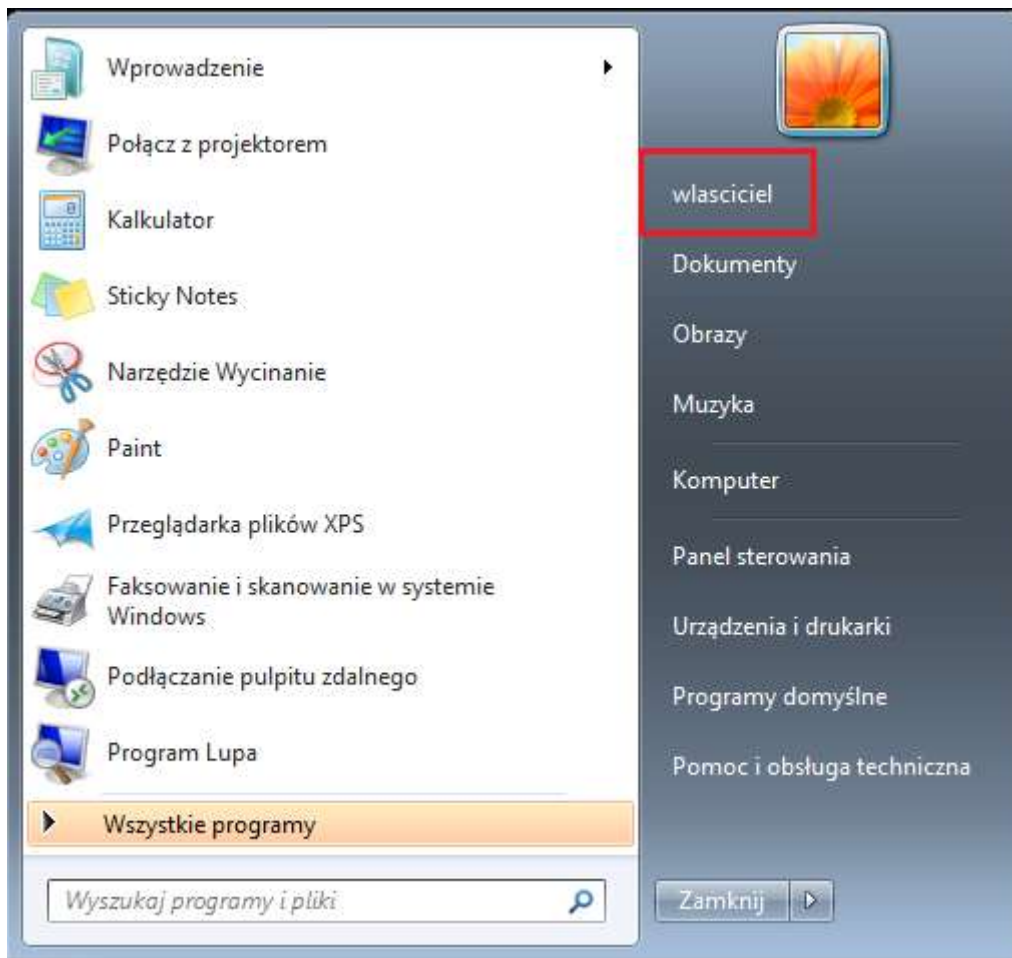 Wprowadzenie
Połącz z projektorem
Kalkulator
Sticky Notes
Narzędzie Wycinanie
Paint
Przeglądarka plików XPS
Faksowanie i skanowanie w systemie
Windows
Podłączanie pulpitu zdalnego
Program Lupa
Wszystkie programy
Wyszukaj programy i pliki
wlasciciel
Dokumenty
Obrazy
Muzyka
Komputer
Panel sterowania
Urządzenia i drukarki
Programy domyślne
Pomoc i obsługa techniczna
Zamknij